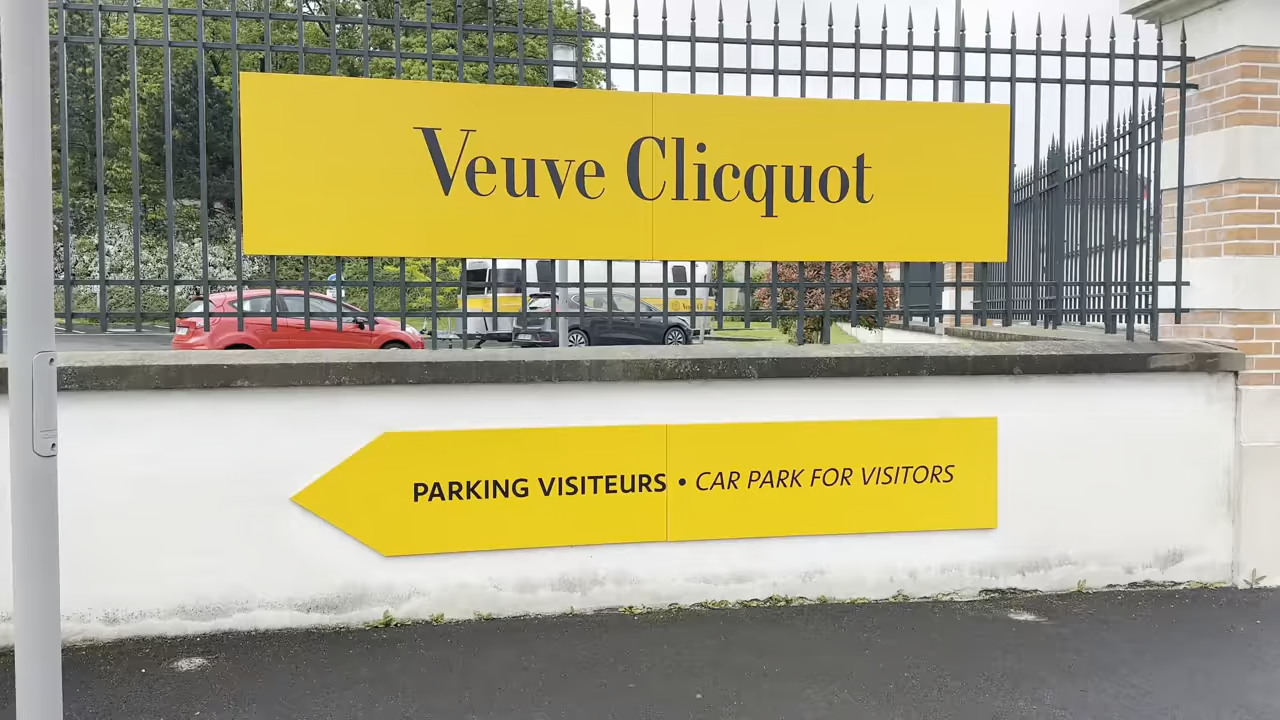 Veuve Clicquot
PARKING VISITEURS • CAR PARK FOR VISITORS